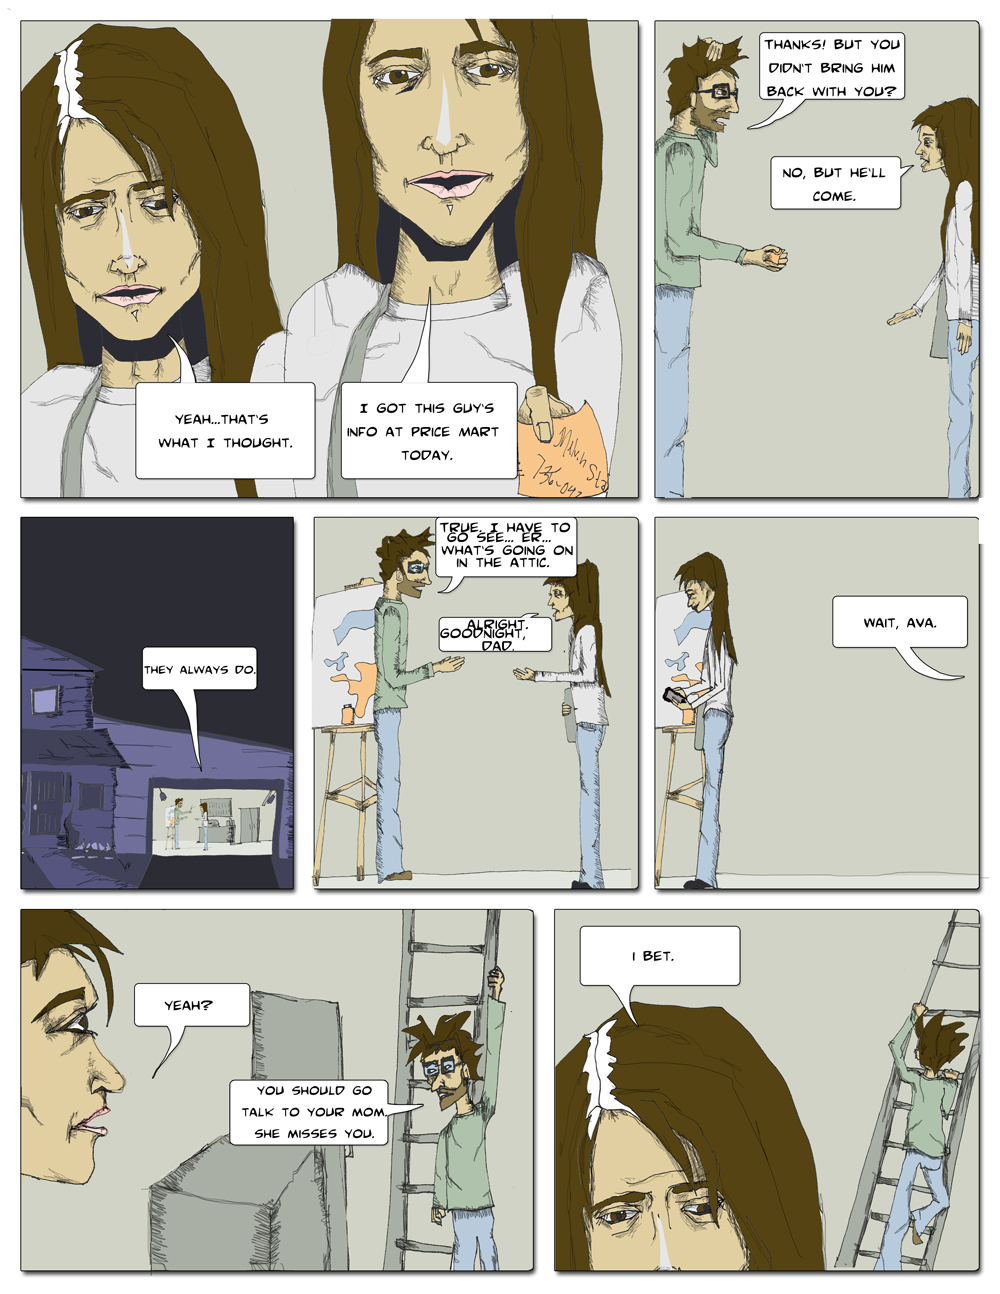 YEAH...THAT'S
WHAT I THOUGHT.
I GOT THIS GUY'S
INFO AT PRICE MART
TODAY.
THANKS! BUT YOU
DIDN'T BRING HIM
BACK WITH YOU?
NO, BUT HE'LL
COME.
THEY ALWAYS DO.
TRUE. I HAVE TO
GO SEE... ER...
WHAT'S GOING ON
IN THE ATTIC.
ALRIGHT.
GOODNIGHT,
DAD.
WAIT, AVA.
YEAH?
YOU SHOULD GO
TALK TO YOUR MOM.
SHE MISSES YOU.
I BET.